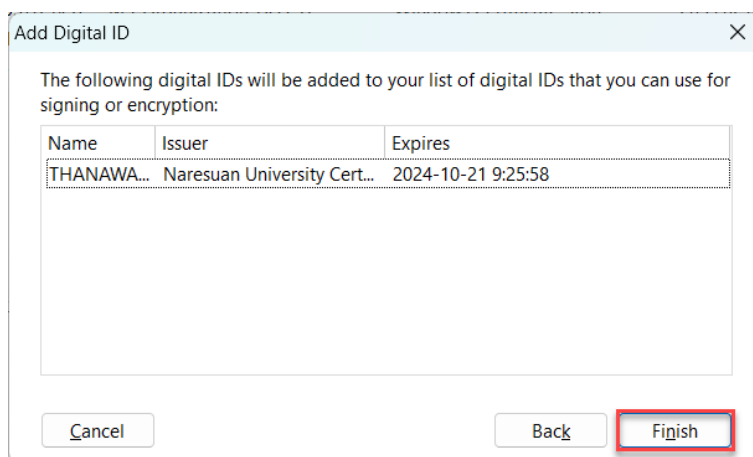 Add Digital ID
The following digital IDs will be added to your list of digital IDs that you can use for
signing or encryption:
Name Issuer Expires
THANAWA... Naresuan University Cert... 2024-10-21 9:25:58
Cancel Back Finish